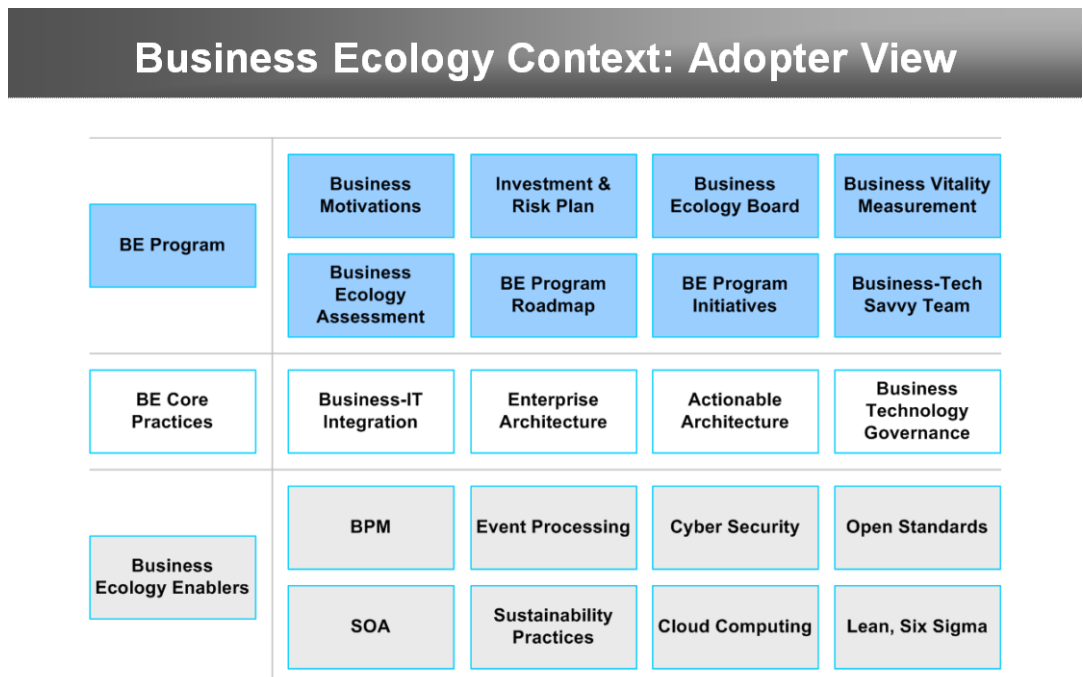 Business Ecology Context: Adopter View
BE Program
Business
Motivations
Investment &
Risk Plan
Business
Ecology Board
Business Vitality
Measurement
Business
Ecology
Assessment
BE Program
Roadmap
BE Program
Initiatives
Business-Tech
Savvy Team
BE Core
Practices
Business-IT
Integration
Enterprise
Architecture
Actionable
Architecture
Business
Technology
Governance
Business
Ecology Enablers
BPM
Event Processing
Cyber Security
Open Standards
SOA
Sustainability
Practices
Cloud Computing
Lean, Six Sigma